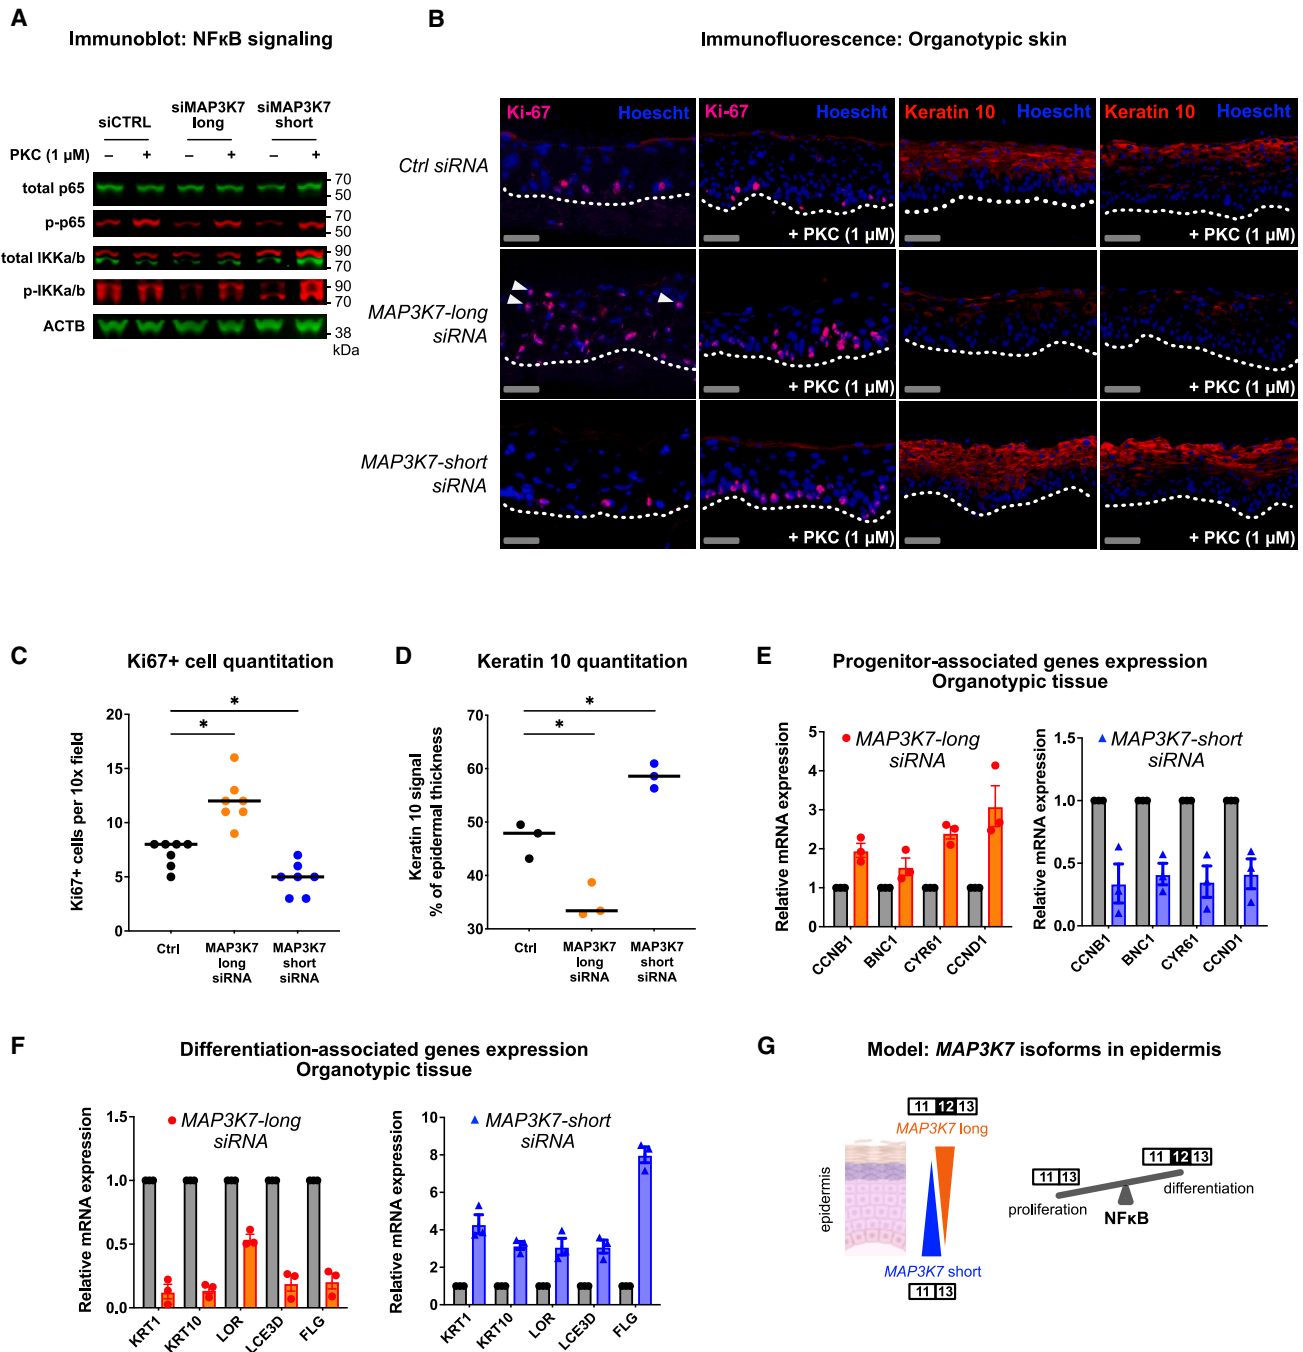 A
Immunoblot: NFκB signaling
siCTRL
siMAP3K7
long
siMAP3K7
short
PKC (1 µM)
–
+
–
+
–
+
total p65
70
50
p-p65
70
50
total IKKa/b
90
70
p-IKKa/b
90
70
ACTB
38
kDa
B
Immunofluorescence: Organotypic skin
Ki-67
Hoescht
Ki-67
Hoescht
Keratin 10
Hoescht
Keratin 10
Hoescht
Ctrl siRNA
+ PKC (1 µM)
+ PKC (1 µM)
MAP3K7-long
siRNA
+ PKC (1 µM)
+ PKC (1 µM)
MAP3K7-short
siRNA
+ PKC (1 µM)
+ PKC (1 µM)
C
Ki67+ cell quantitation
*
*
Ki67+ cells per 10x field
20
15
10
5
0
Ctrl
MAP3K7
long
siRNA
MAP3K7
short
siRNA
D
Keratin 10 quantitation
*
*
Keratin 10 signal
% of epidermal thickness
70
60
50
40
30
Ctrl
MAP3K7
long
siRNA
MAP3K7
short
siRNA
E
Progenitor-associated genes expression
Organotypic tissue
MAP3K7-long
siRNA
Relative mRNA expression
5
4
3
2
1
0
CCNB1
BNC1
CYR61
CCND1
MAP3K7-short
siRNA
Relative mRNA expression
1.5
1.0
0.5
0.0
CCNB1
BNC1
CYR61
CCND1
F
Differentiation-associated genes expression
Organotypic tissue
MAP3K7-long
siRNA
Relative mRNA expression
1.5
1.0
0.5
0.0
KRT1
KRT10
LOR
LCE3D
FLG
MAP3K7-short
siRNA
Relative mRNA expression
10
8
6
4
2
0
KRT1
KRT10
LOR
LCE3D
FLG
G
Model: MAP3K7 isoforms in epidermis
11 12 13
MAP3K7 long
epidermis
MAP3K7 short
11 13
11 13
proliferation
11 12 13
differentiation
NFκB